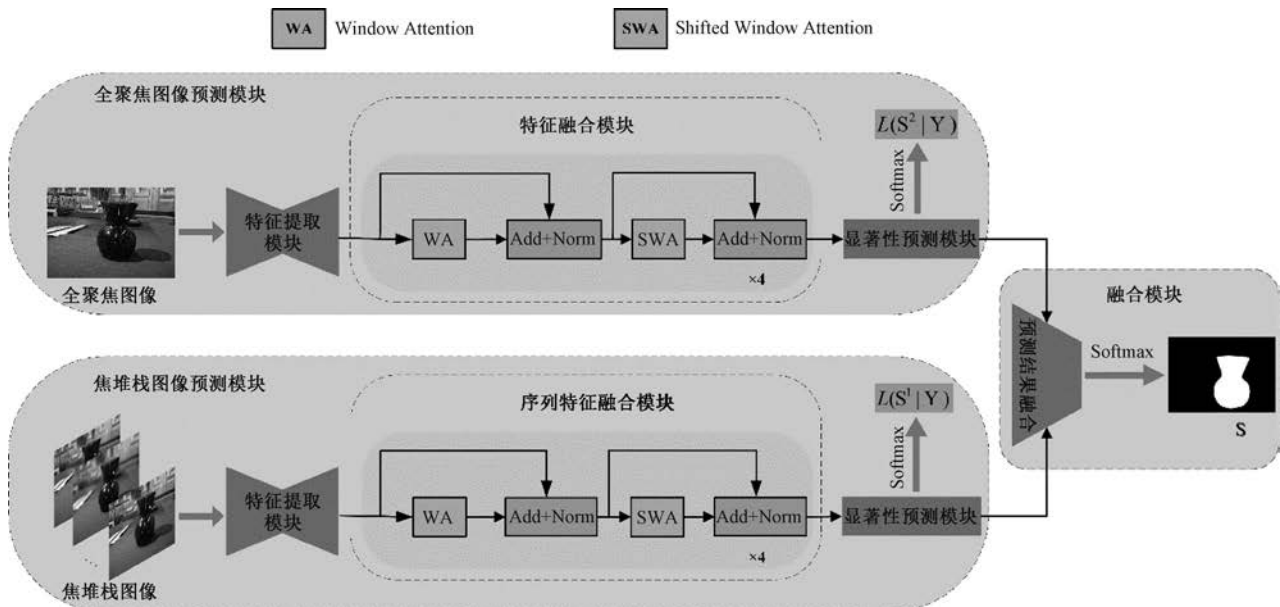 WA Window Attention
SWA Shifted Window Attention
全聚焦图像预测模块
特征融合模块
L(S² | Y )
Softmax
特征提取
模块
WA
Add+Norm
SWA
Add+Norm
×4
显著性预测模块
全聚焦图像
融合模块
预测结果融合
Softmax
S
焦堆栈图像预测模块
序列特征融合模块
L(S¹ | Y )
Softmax
特征提取
模块
WA
Add+Norm
SWA
Add+Norm
×4
显著性预测模块
...
焦堆栈图像